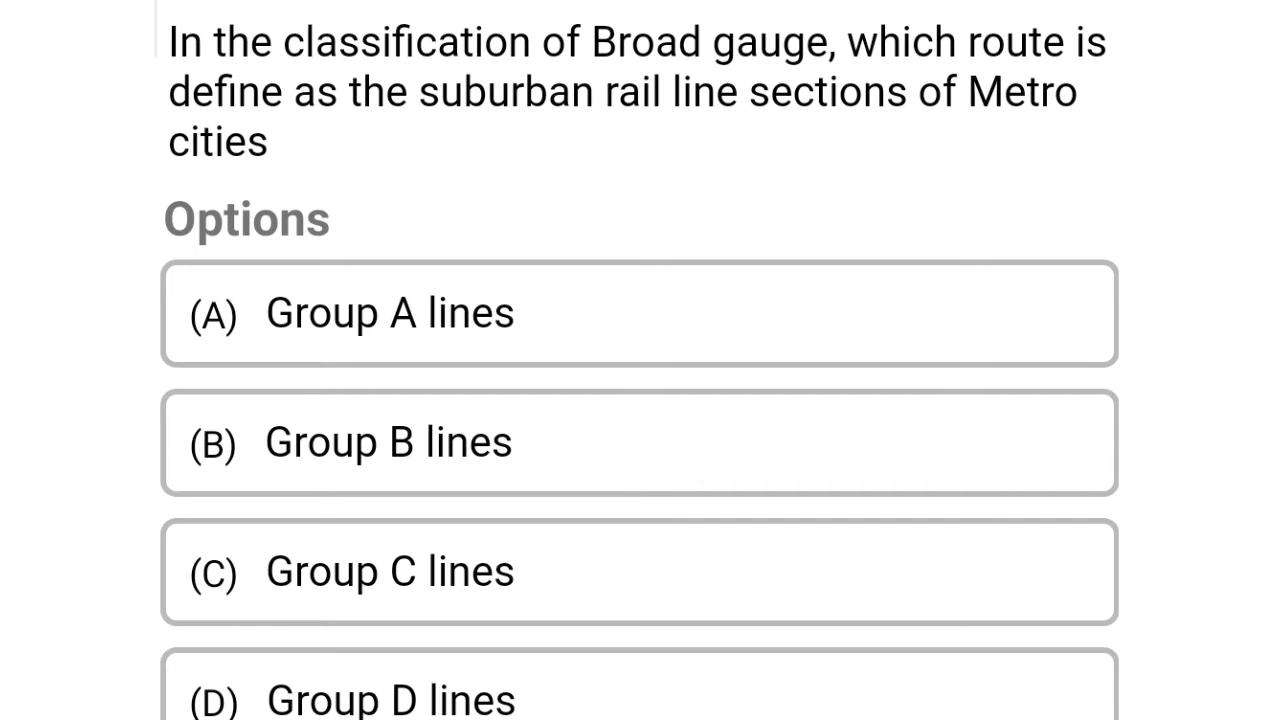 In the classification of Broad gauge, which route is
define as the suburban rail line sections of Metro
cities
Options
(A) Group A lines
(B) Group B lines
(C) Group C lines
(D) Group D lines